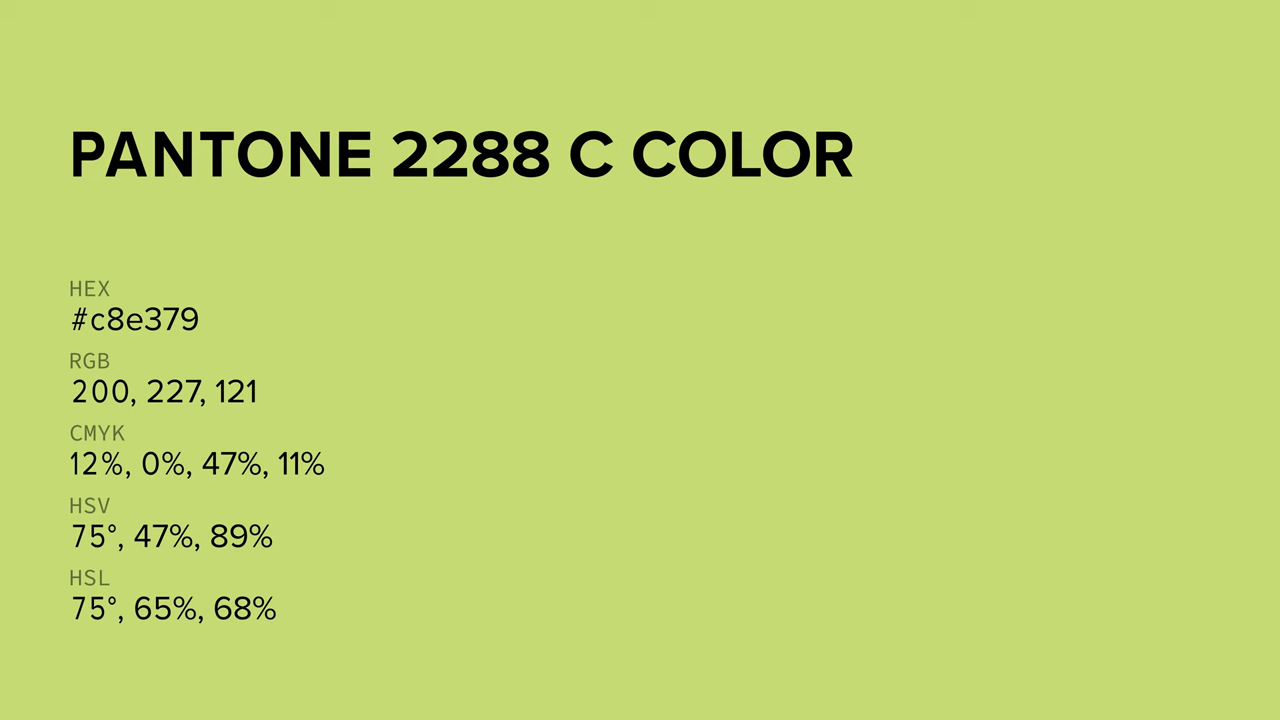 PANTONE 2288 C COLOR
HEX
#c8e379
RGB
200, 227, 121
CMYK
12%, 0%, 47%, 11%
HSV
75°, 47%, 89%
HSL
75°, 65%, 68%